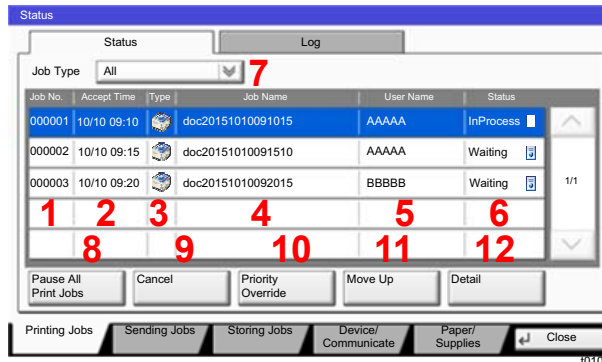 Status
Status Log
Job Type All 7
Job No. Accept Time Type Job Name User Name Status
000001 10/10 09:10 doc20151010091015 AAAAA InProcess
000002 10/10 09:15 doc20151010091510 AAAAA Waiting
000003 10/10 09:20 doc20151010092015 BBBBB Waiting 1/1
1 2 3 4 5 6
8 9 10 11 12
Pause All Cancel Priority Move Up Detail
Print Jobs Override
Printing Jobs Sending Jobs Storing Jobs Device/ Paper/ Close
Communicate Supplies